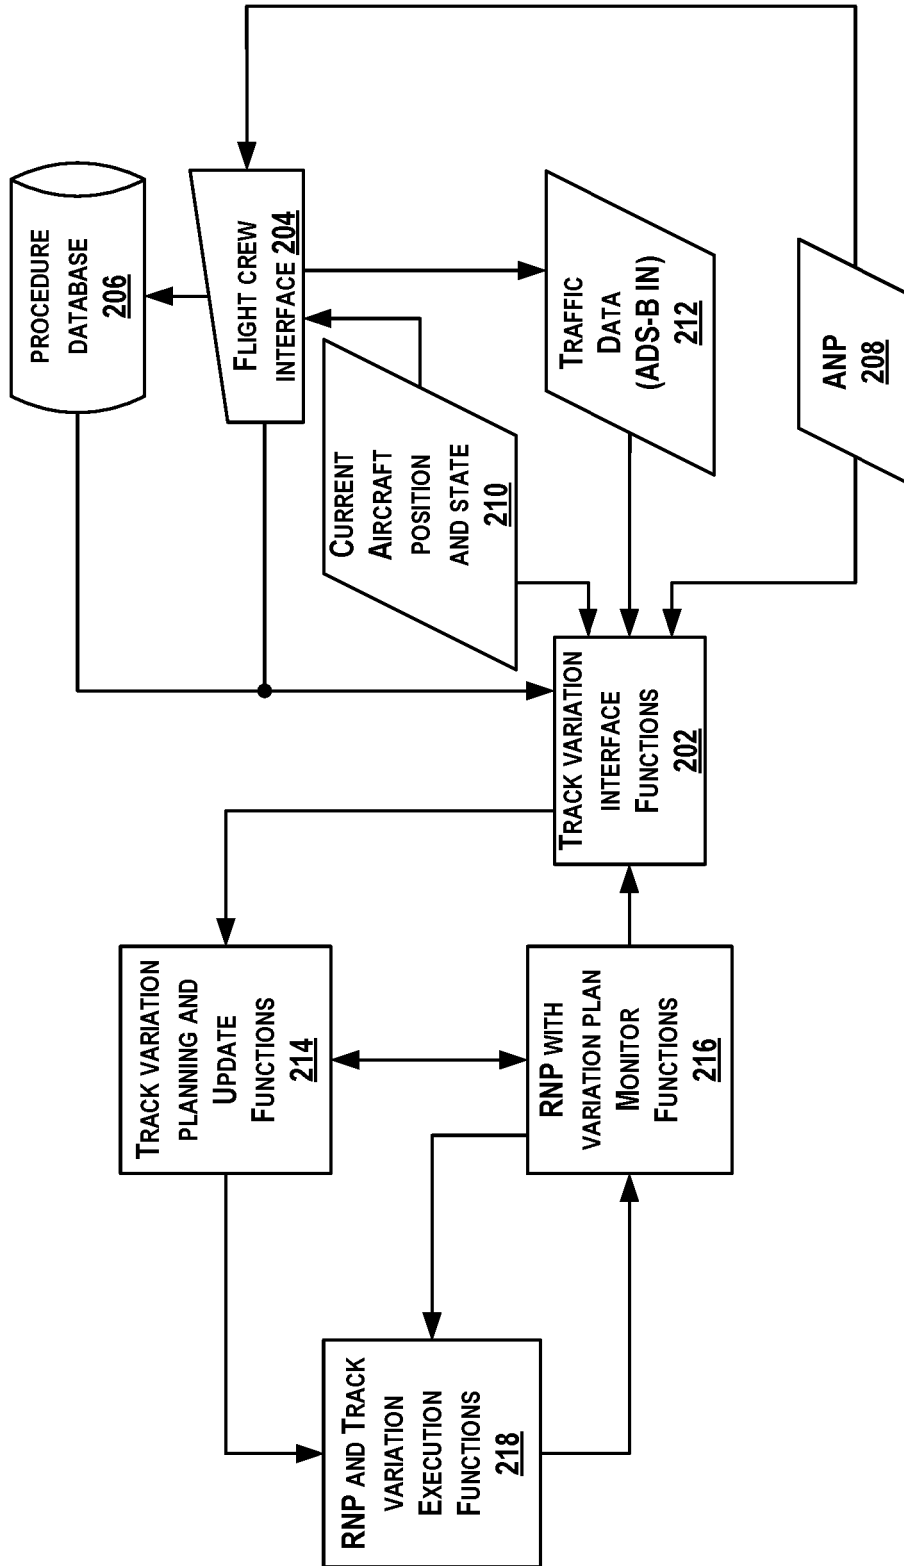 PROCEDURE
DATABASE
206
FLIGHT CREW
INTERFACE 204
CURRENT
AIRCRAFT
POSITION
AND STATE
210
TRAFFIC
DATA
(ADS-B IN)
212
ANP
208
TRACK VARIATION
INTERFACE
FUNCTIONS
202
TRACK VARIATION
PLANNING AND
UPDATE
FUNCTIONS
214
RNP WITH
VARIATION PLAN
MONITOR
FUNCTIONS
216
RNP AND TRACK
VARIATION
EXECUTION
FUNCTIONS
218